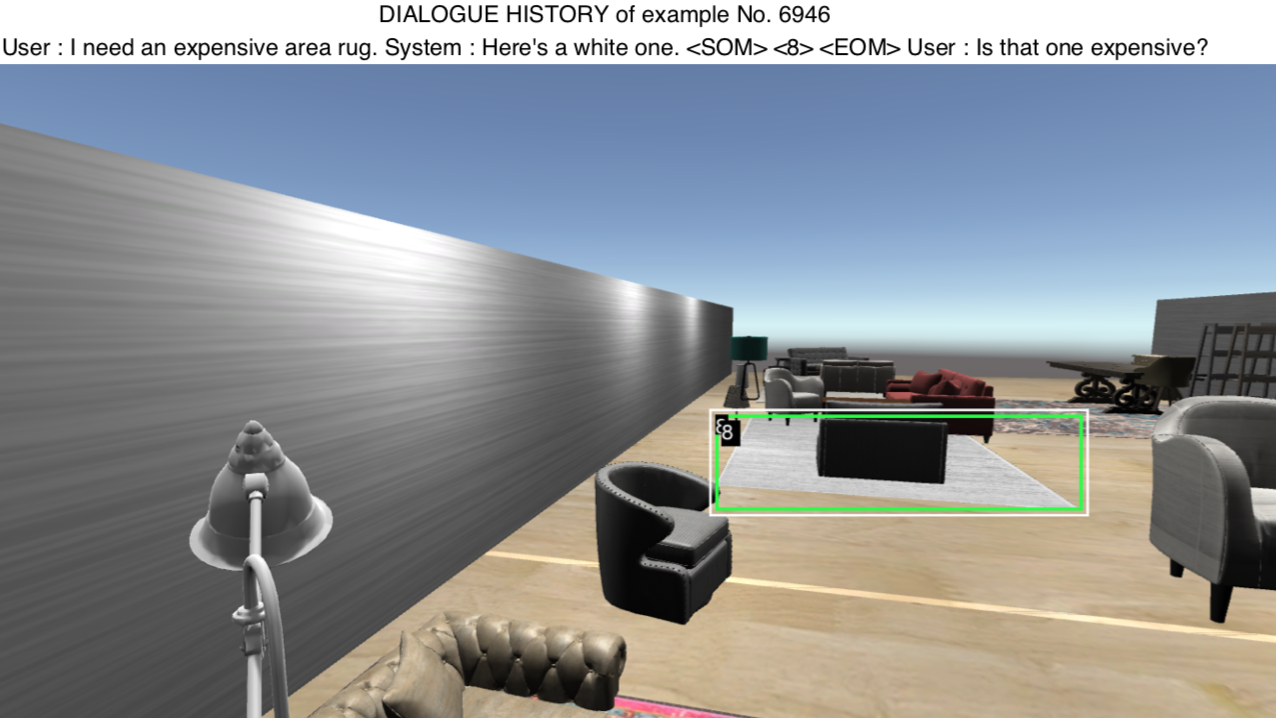 DIALOGUE HISTORY of example No. 6946
User : I need an expensive area rug. System : Here's a white one. <SOM> <8> <EOM> User : Is that one expensive?
8